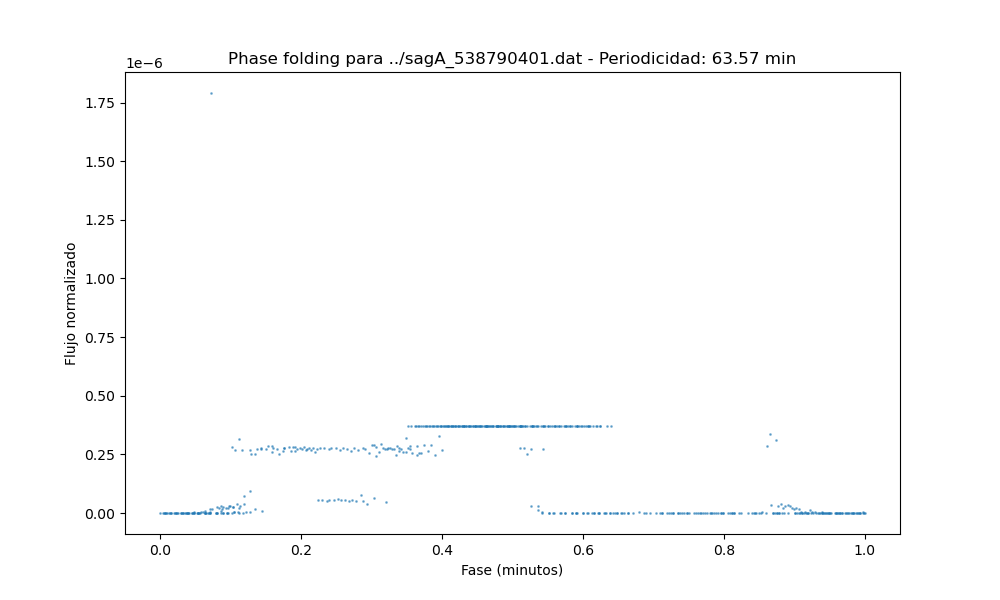 Phase folding para ../sagA_538790401.dat - Periodicidad: 63.57 min
1e−6
1.75
1.50
1.25
1.00
0.75
0.50
0.25
0.00
Flujo normalizado
0.0 0.2 0.4 0.6 0.8 1.0
Fase (minutos)